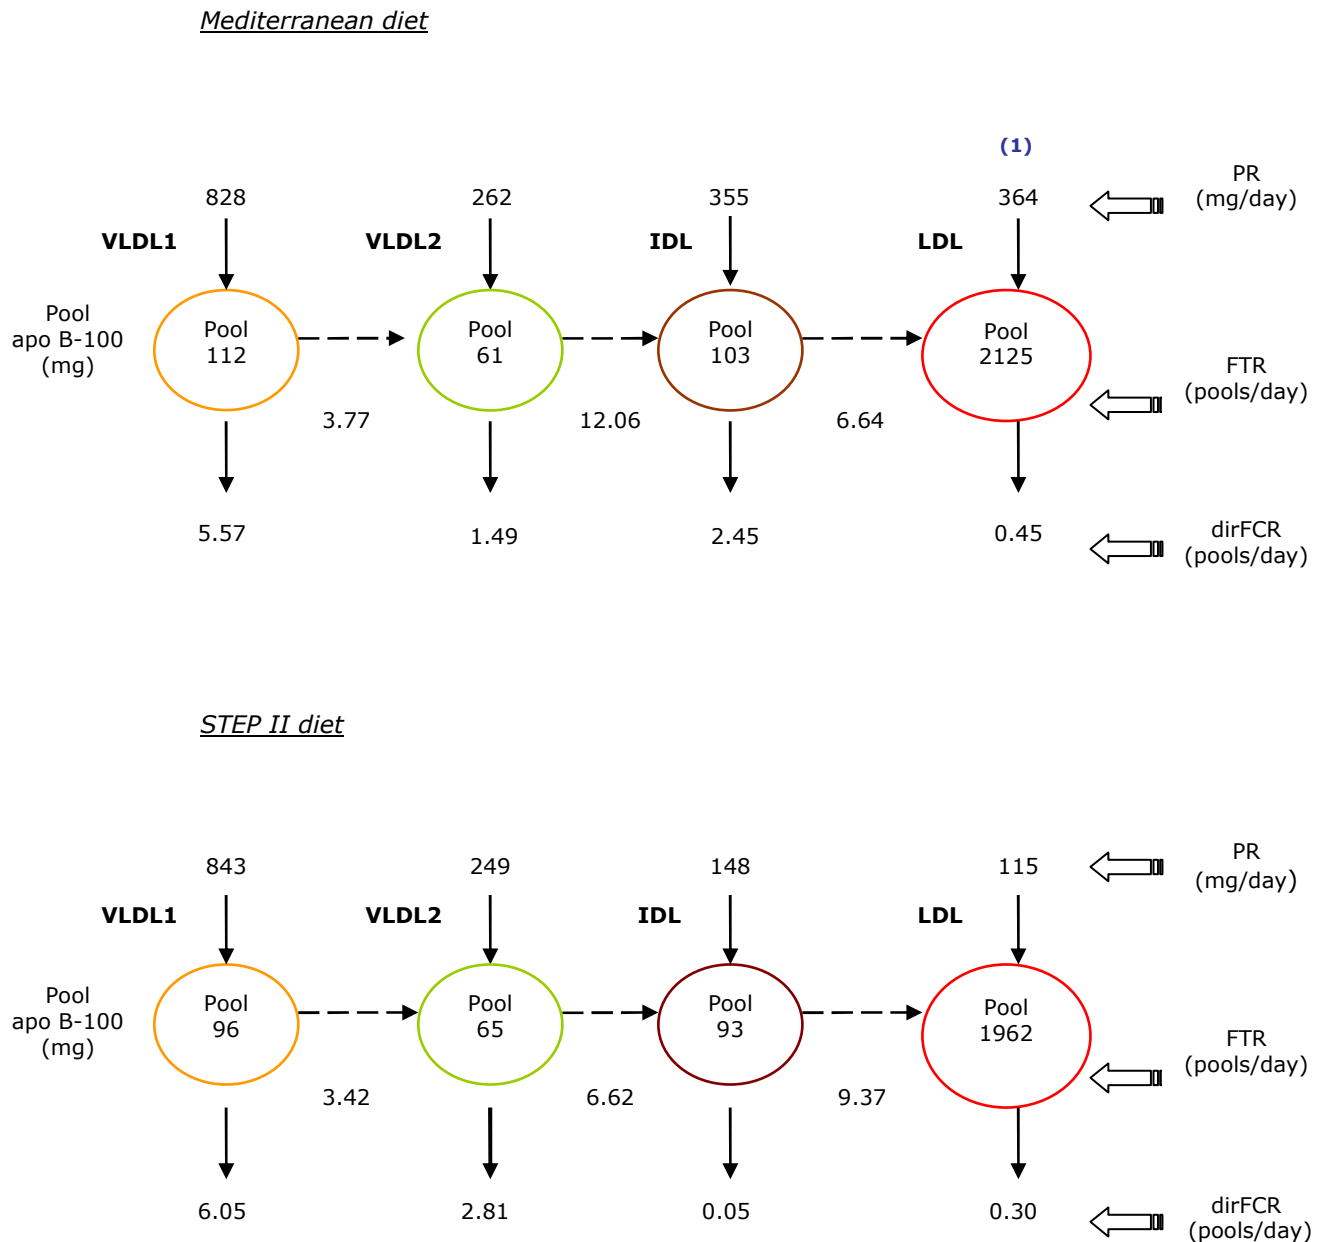 Mediterranean diet
(1)
828
262
355
364
PR
(mg/day)
VLDL1
VLDL2
IDL
LDL
Pool
apo B-100
(mg)
Pool
112
Pool
61
Pool
103
Pool
2125
FTR
(pools/day)
3.77
12.06
6.64
5.57
1.49
2.45
0.45
dirFCR
(pools/day)
STEP II diet
843
249
148
115
PR
(mg/day)
VLDL1
VLDL2
IDL
LDL
Pool
apo B-100
(mg)
Pool
96
Pool
65
Pool
93
Pool
1962
FTR
(pools/day)
3.42
6.62
9.37
6.05
2.81
0.05
0.30
dirFCR
(pools/day)